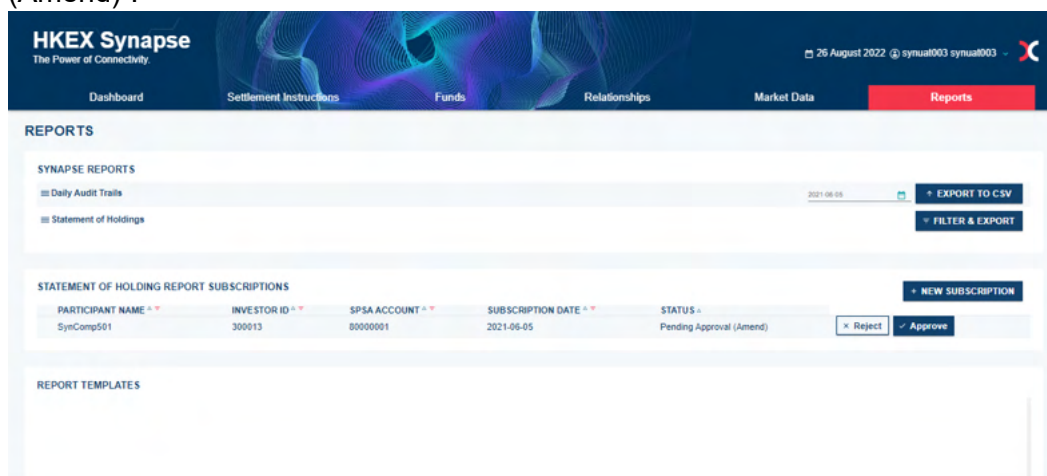 (Amend) .
HKEX Synapse
The Power of Connectivity.
26 August 2022 synuat003 synuat003
Dashboard Settlement Instructions Funds Relationships Market Data Reports
REPORTS
SYNAPSE REPORTS
Daily Audit Trails 2021-06-05 EXPORT TO CSV
Statement of Holdings FILTER & EXPORT
STATEMENT OF HOLDING REPORT SUBSCRIPTIONS + NEW SUBSCRIPTION
PARTICIPANT NAME INVESTOR ID SPSA ACCOUNT SUBSCRIPTION DATE STATUS
SynComp501 300013 80000001 2021-06-05 Pending Approval (Amend) × Reject ✓ Approve
REPORT TEMPLATES